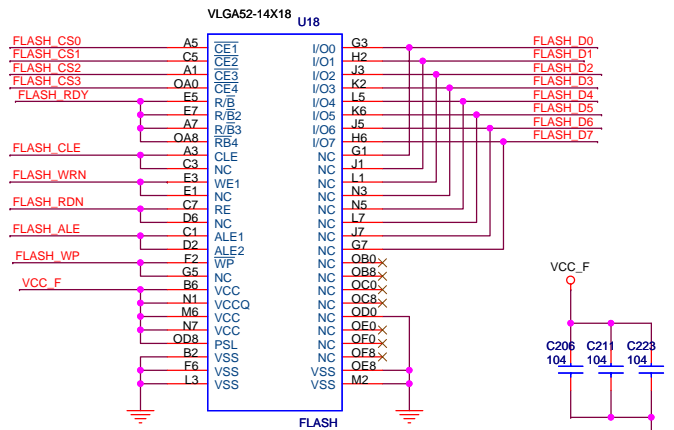 VLGA52-14X18
U18
FLASH_CS0 A5 CE1 I/O0 G3 FLASH_D0
FLASH_CS1 C5 CE2 I/O1 H2 FLASH_D1
FLASH_CS2 A1 CE3 I/O2 J3 FLASH_D2
FLASH_CS3 OA0 CE4 I/O3 K2 FLASH_D3
FLASH_RDY E5 R/B I/O4 L5 FLASH_D4
E7 R/B2 I/O5 K6 FLASH_D5
A7 R/B3 I/O6 J5 FLASH_D6
OA8 RB4 I/O7 H6 FLASH_D7
FLASH_CLE A3 CLE NC G1
C3 NC NC J1
FLASH_WRN E3 WE1 NC L1
E1 NC NC N3
FLASH_RDN C7 RE NC N5
D6 NC NC L7
FLASH_ALE C1 ALE1 NC J7
D2 ALE2 NC G7
FLASH_WP F2 WP NC OB0
G5 NC NC OB8
VCC_F B6 VCC NC OC0
N1 VCCQ NC OC8
M6 VCC NC OD0
N7 VCC NC OE0
OD8 PSL NC OF0
B2 VSS NC OF8
F6 VSS VSS OE8
L3 VSS VSS M2
FLASH
VCC_F
C206 C211 C223
104 104 104